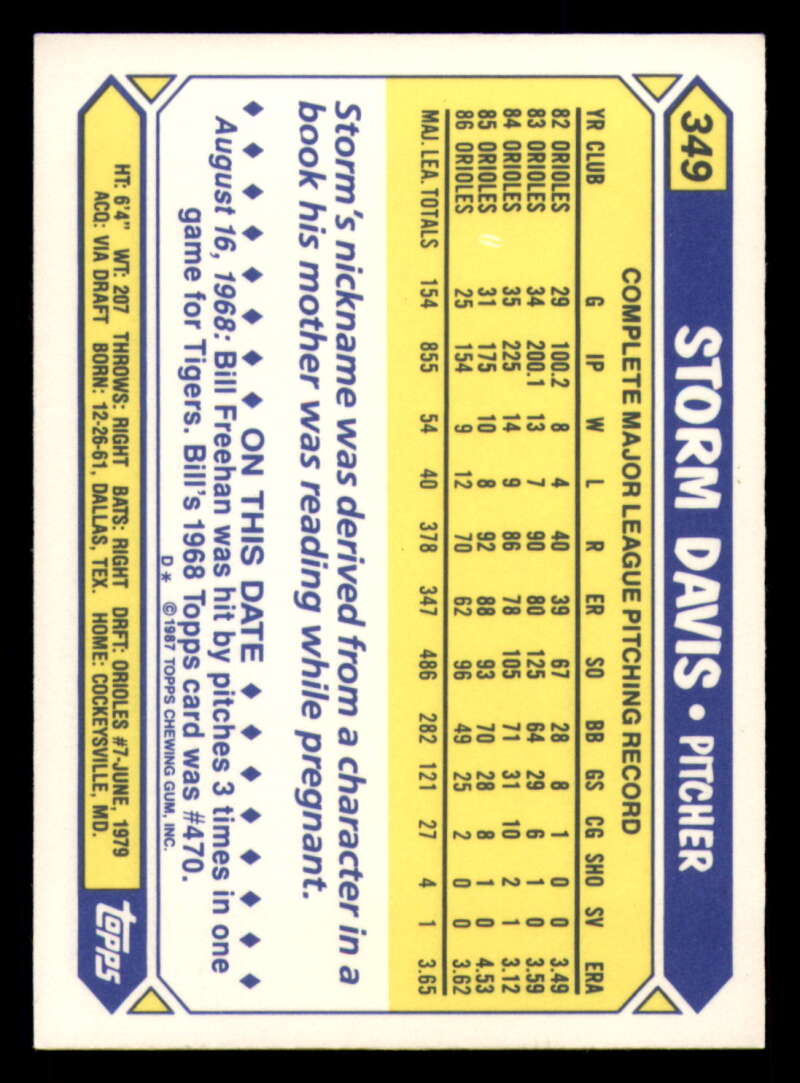 349 STORM DAVIS • PITCHER
COMPLETE MAJOR LEAGUE PITCHING RECORD
YR CLUB G IP W L R ER SO BB GS CG SHO SV ERA
82 ORIOLES 29 100.2 8 4 40 39 67 28 8 1 0 0 3.49
83 ORIOLES 34 200.1 13 7 90 80 125 64 29 6 1 0 3.59
84 ORIOLES 35 225 14 9 86 78 105 71 31 10 2 1 3.12
85 ORIOLES 31 175 10 8 92 88 93 70 28 8 1 0 4.53
86 ORIOLES 25 154 9 12 70 62 96 49 25 2 0 0 3.62
MAJ. LEA. TOTALS 154 855 54 40 378 347 486 282 121 27 4 1 3.65
Storm's nickname was derived from a character in a
book his mother was reading while pregnant.
ON THIS DATE
August 16, 1968: Bill Freehan was hit by pitches 3 times in one
game for Tigers. Bill's 1968 Topps card was #470.
D* ©1987 TOPPS CHEWING GUM, INC.
HT: 6'4" WT: 207 THROWS: RIGHT BATS: RIGHT DRFT: ORIOLES #7-JUNE, 1979
ACQ: VIA DRAFT BORN: 12-26-61, DALLAS, TEX. HOME: COCKEYSVILLE, MD.
topps